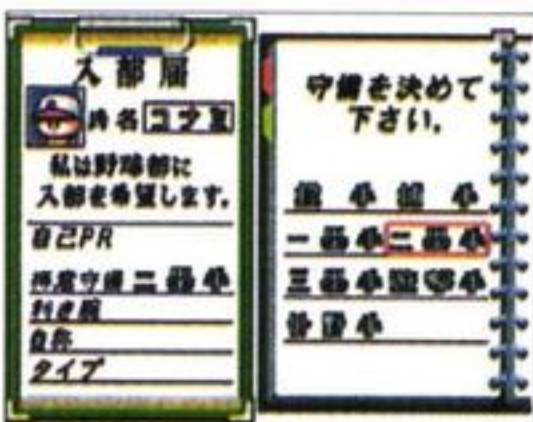 入部届
氏名
私は野球部に
入部を希望します.
自己PR
希望守備 二塁手
利き腕
自称
タイプ
守備を決めて
下さい.
投手 捕手
一塁手 二塁手
三塁手 遊撃手
外野手